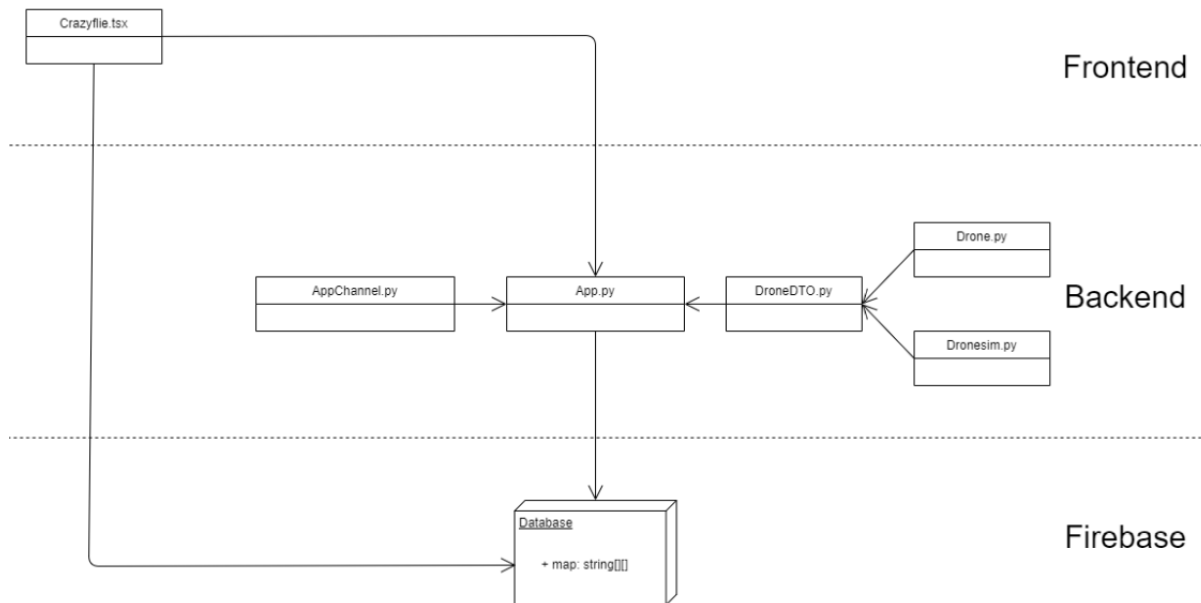 Crazyflie.tsx
Frontend
Drone.py
AppChannel.py
App.py
DroneDTO.py
Backend
Dronesim.py
Database
+ map: string[][]
Firebase